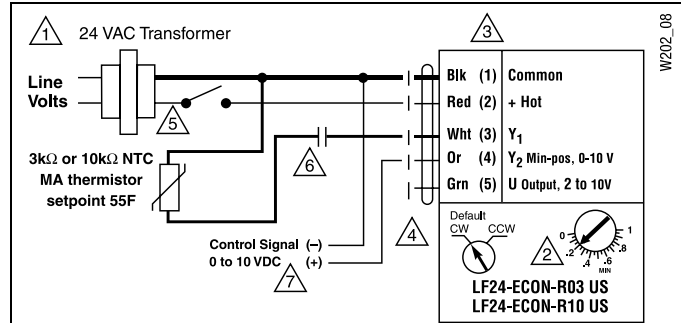 1 24 VAC Transformer
3
W202_08
Line
Volts
5
Blk (1) Common
Red (2) + Hot
Wht (3) Y1
Or (4) Y2 Min-pos, 0-10 V
Grn (5) U Output, 2 to 10V
6
3kΩ or 10kΩ NTC
MA thermistor
setpoint 55F
4
Control Signal (–)
0 to 10 VDC (+)
7
Default
CW CCW
2
0 .2 .4 .6 .8 1
MIN
LF24-ECON-R03 US
LF24-ECON-R10 US